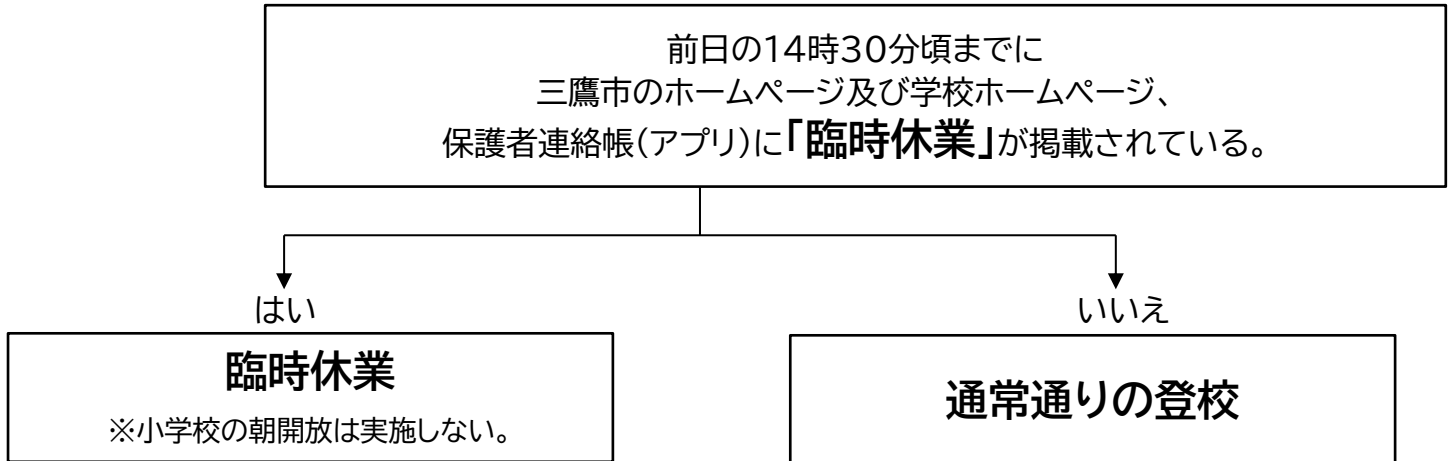 前日の14時30分頃までに
三鷹市のホームページ及び学校ホームページ、
保護者連絡帳(アプリ)に「臨時休業」が掲載されている。
はい
いいえ
臨時休業
※小学校の朝開放は実施しない。
通常通りの登校